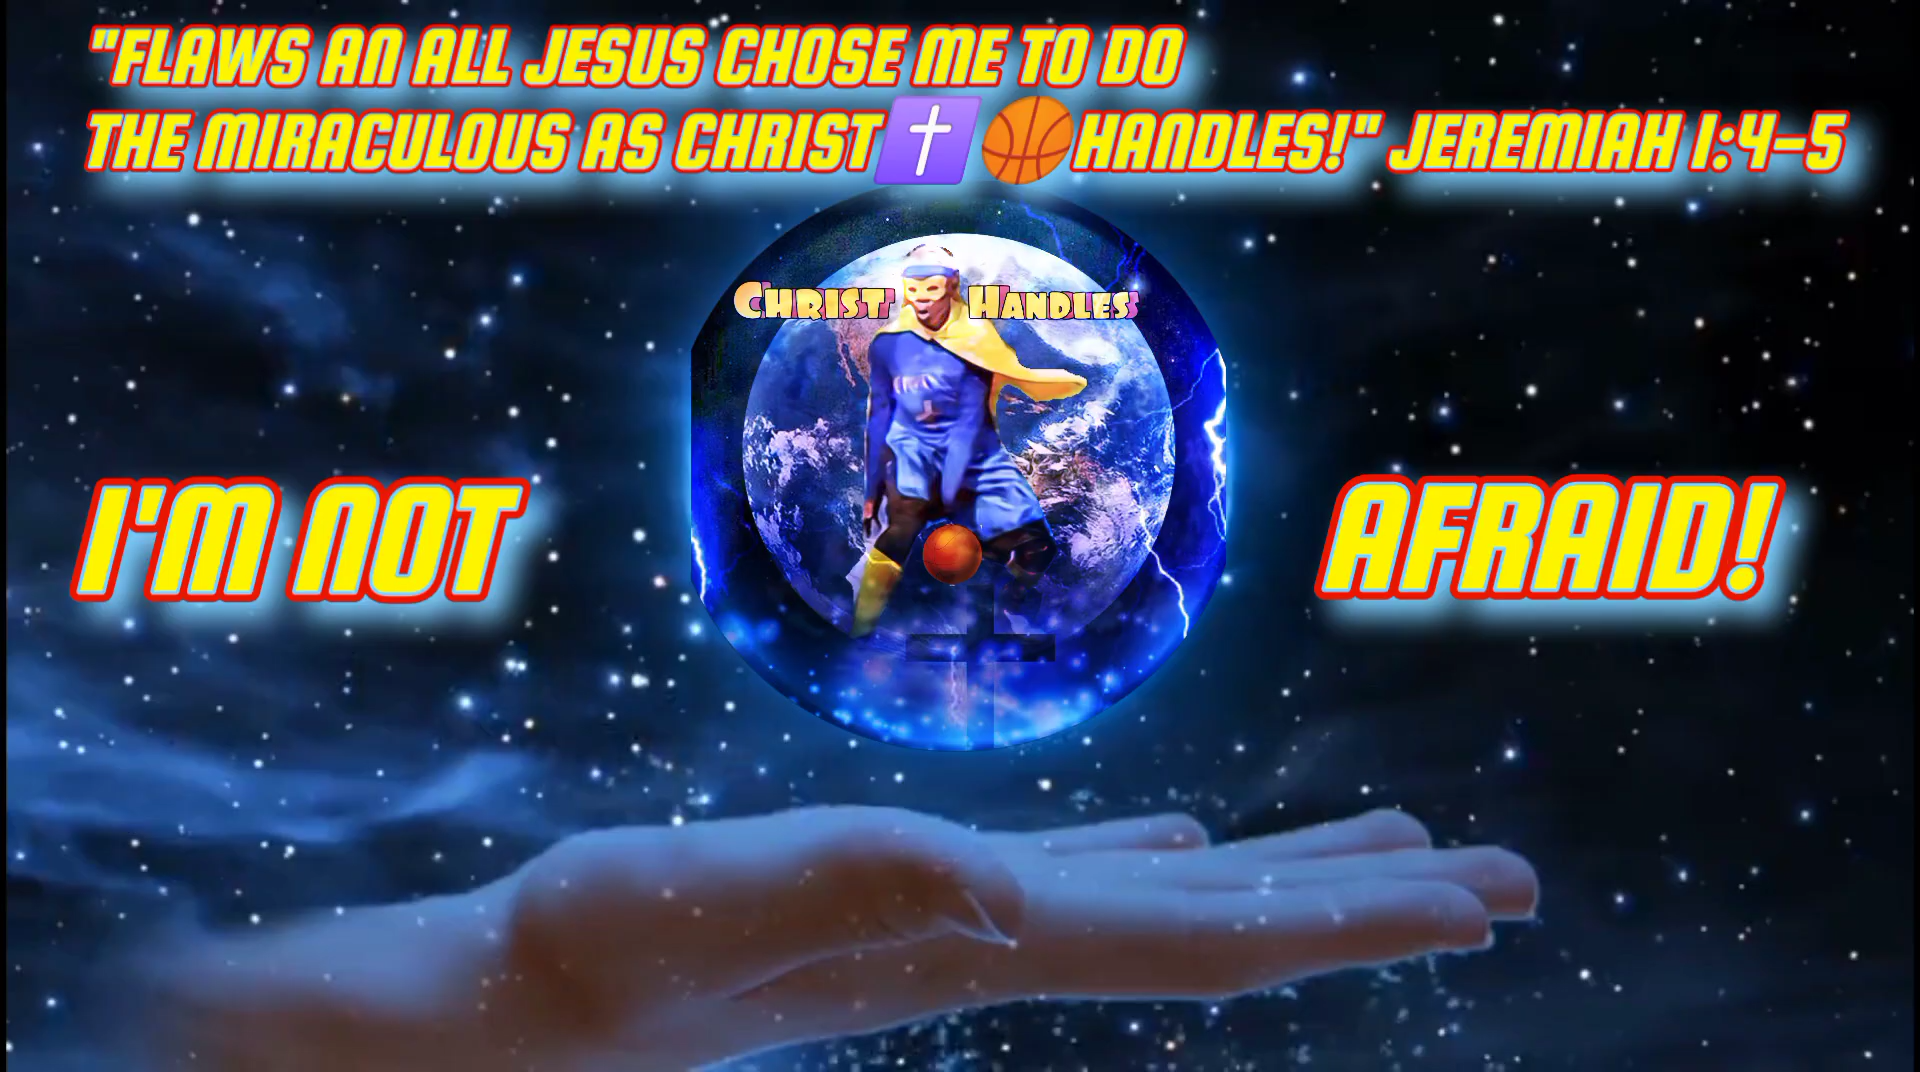 "FLAWS AN ALL JESUS CHOSE ME TO DO
THE MIRACULOUS AS CHRIST✝️🏀HANDLES!" JEREMIAH 1:4-5
CHRIST HANDLES
I'M NOT AFRAID!